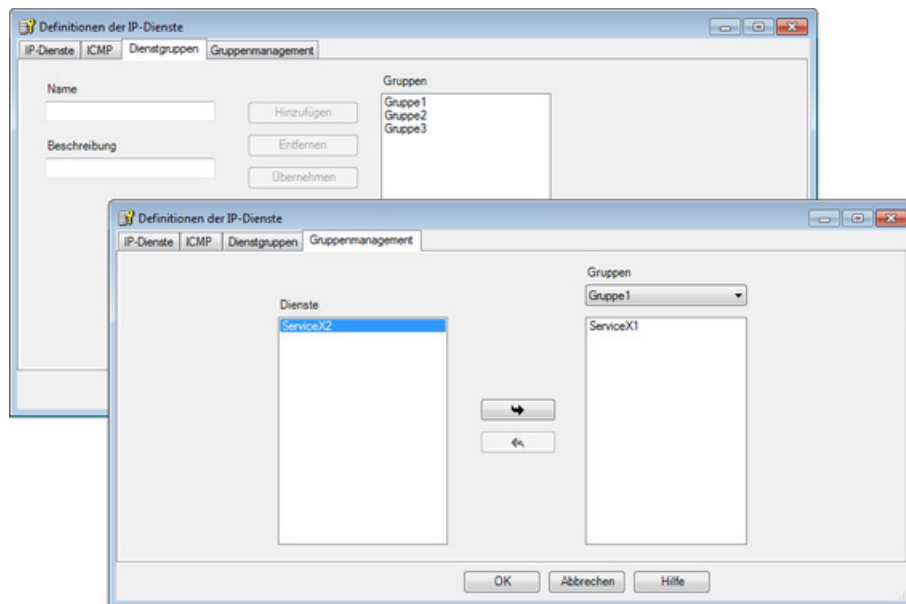 Definitionen der IP-Dienste
IP-Dienste ICMP Dienstgruppen Gruppenmanagement
Name
Beschreibung
Hinzufügen
Entfernen
Übernehmen
Gruppen
Gruppe1
Gruppe2
Gruppe3
Definitionen der IP-Dienste
IP-Dienste ICMP Dienstgruppen Gruppenmanagement
Dienste
ServiceX2
Gruppen
Gruppe1
ServiceX1
OK Abbrechen Hilfe